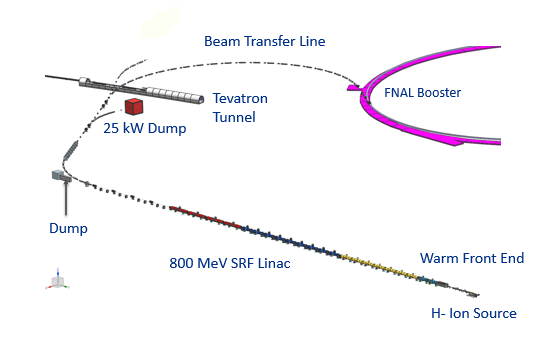 Beam Transfer Line
FNAL Booster
Tevatron
Tunnel
25 kW Dump
Dump
800 MeV SRF Linac
Warm Front End
H- Ion Source